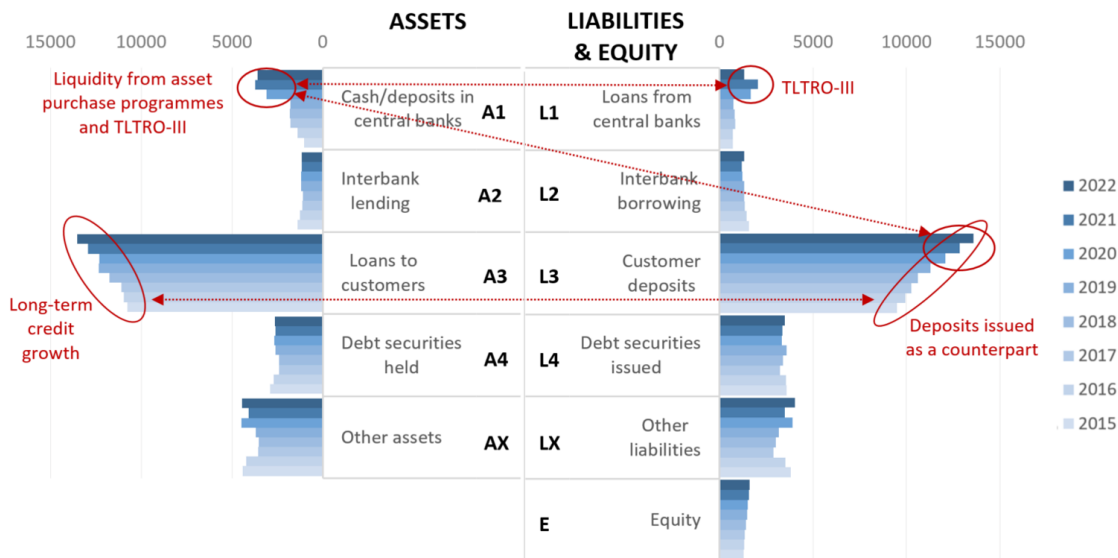 ASSETS
LIABILITIES
& EQUITY
15000 10000 5000 0
0 5000 10000 15000
Liquidity from asset
purchase programmes
and TLTRO-III
Cash/deposits in
central banks
A1
L1
Loans from
central banks
TLTRO-III
Interbank
lending
A2
L2
Interbank
borrowing
Loans to
customers
A3
L3
Customer
deposits
Long-term
credit
growth
Deposits issued
as a counterpart
Debt securities
held
A4
L4
Debt securities
issued
Other assets
AX
LX
Other
liabilities
E
Equity
2022
2021
2020
2019
2018
2017
2016
2015